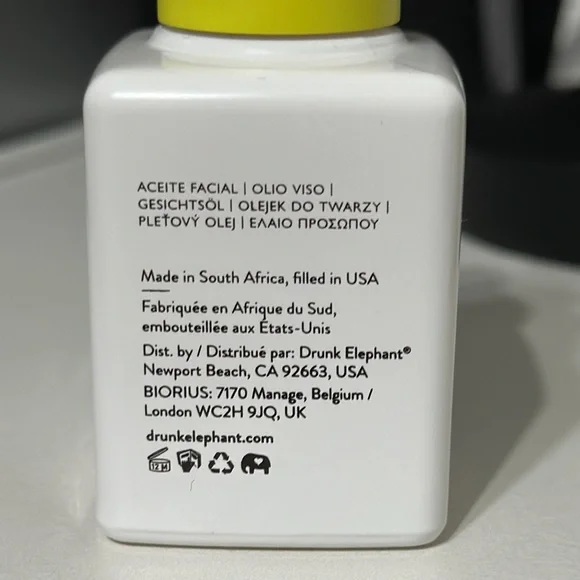 ACEITE FACIAL | OLIO VISO |
GESICHTSÖL | OLEJEK DO TWARZY |
PLEŤOVÝ OLEJ | ΕΛΑΙΟ ΠΡΟΣΩΠΟΥ
Made in South Africa, filled in USA
Fabriquée en Afrique du Sud,
embouteillée aux États-Unis
Dist. by / Distribué par: Drunk Elephant®
Newport Beach, CA 92663, USA
BIORIUS: 7170 Manage, Belgium /
London WC2H 9JQ, UK
drunkelephant.com
12 M